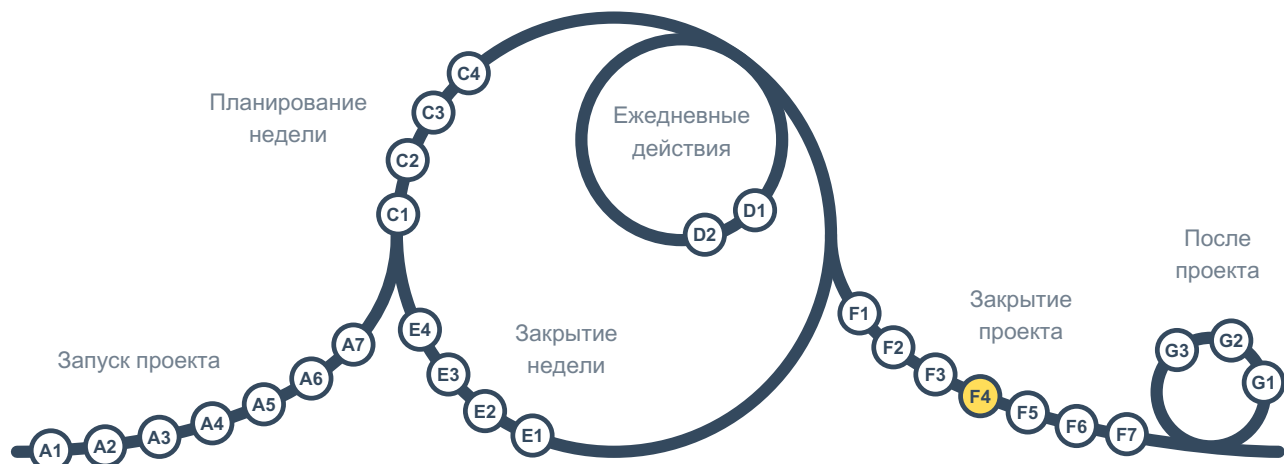 Запуск проекта
A1
A2
A3
A4
A5
A6
A7
Планирование
недели
C1
C2
C3
C4
Ежедневные
действия
D1
D2
Закрытие
недели
E1
E2
E3
E4
Закрытие
проекта
F1
F2
F3
F4
F5
F6
F7
После
проекта
G1
G2
G3